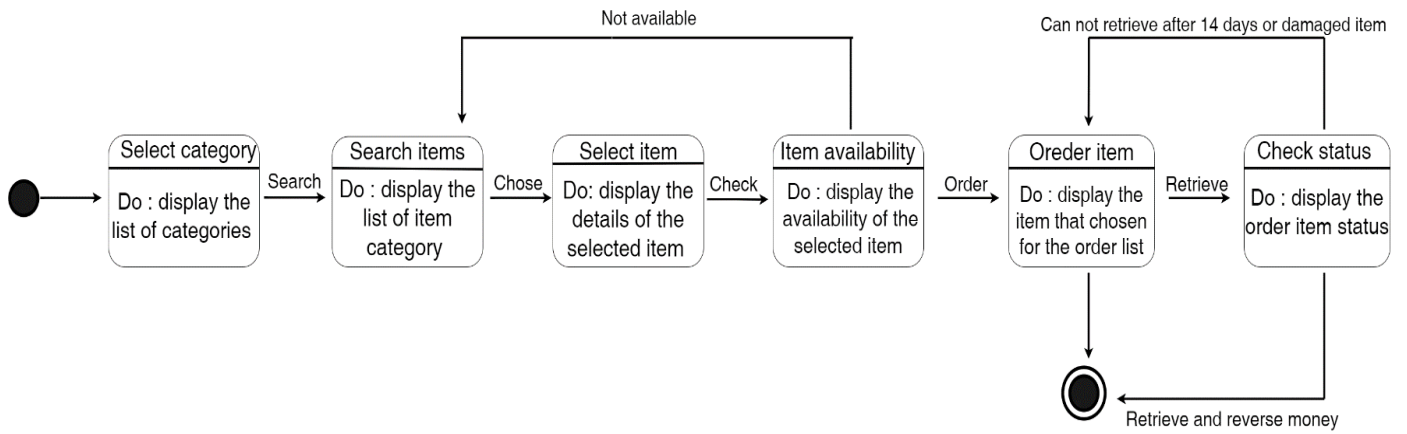 Not available
Can not retrieve after 14 days or damaged item
Select category
Do : display the
list of categories
Search
Search items
Do : display the
list of item
category
Chose
Select item
Do: display the
details of the
selected item
Check
Item availability
Do : display the
availability of the
selected item
Order
Oreder item
Do : display the
item that chosen
for the order list
Retrieve
Check status
Do : display the
order item status
Retrieve and reverse money